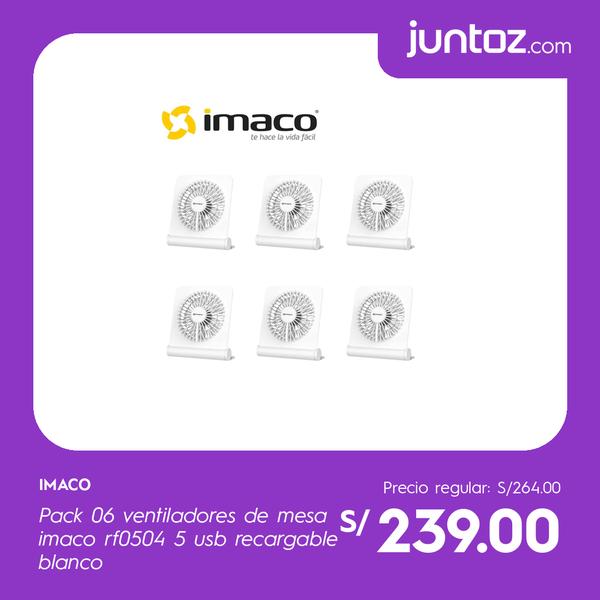 juntoz.com
imaco®
te hace la vida fácil
IMACO
Precio regular: S/264.00
Pack 06 ventiladores de mesa
imaco rf0504 5 usb recargable
blanco
S/ 239.00